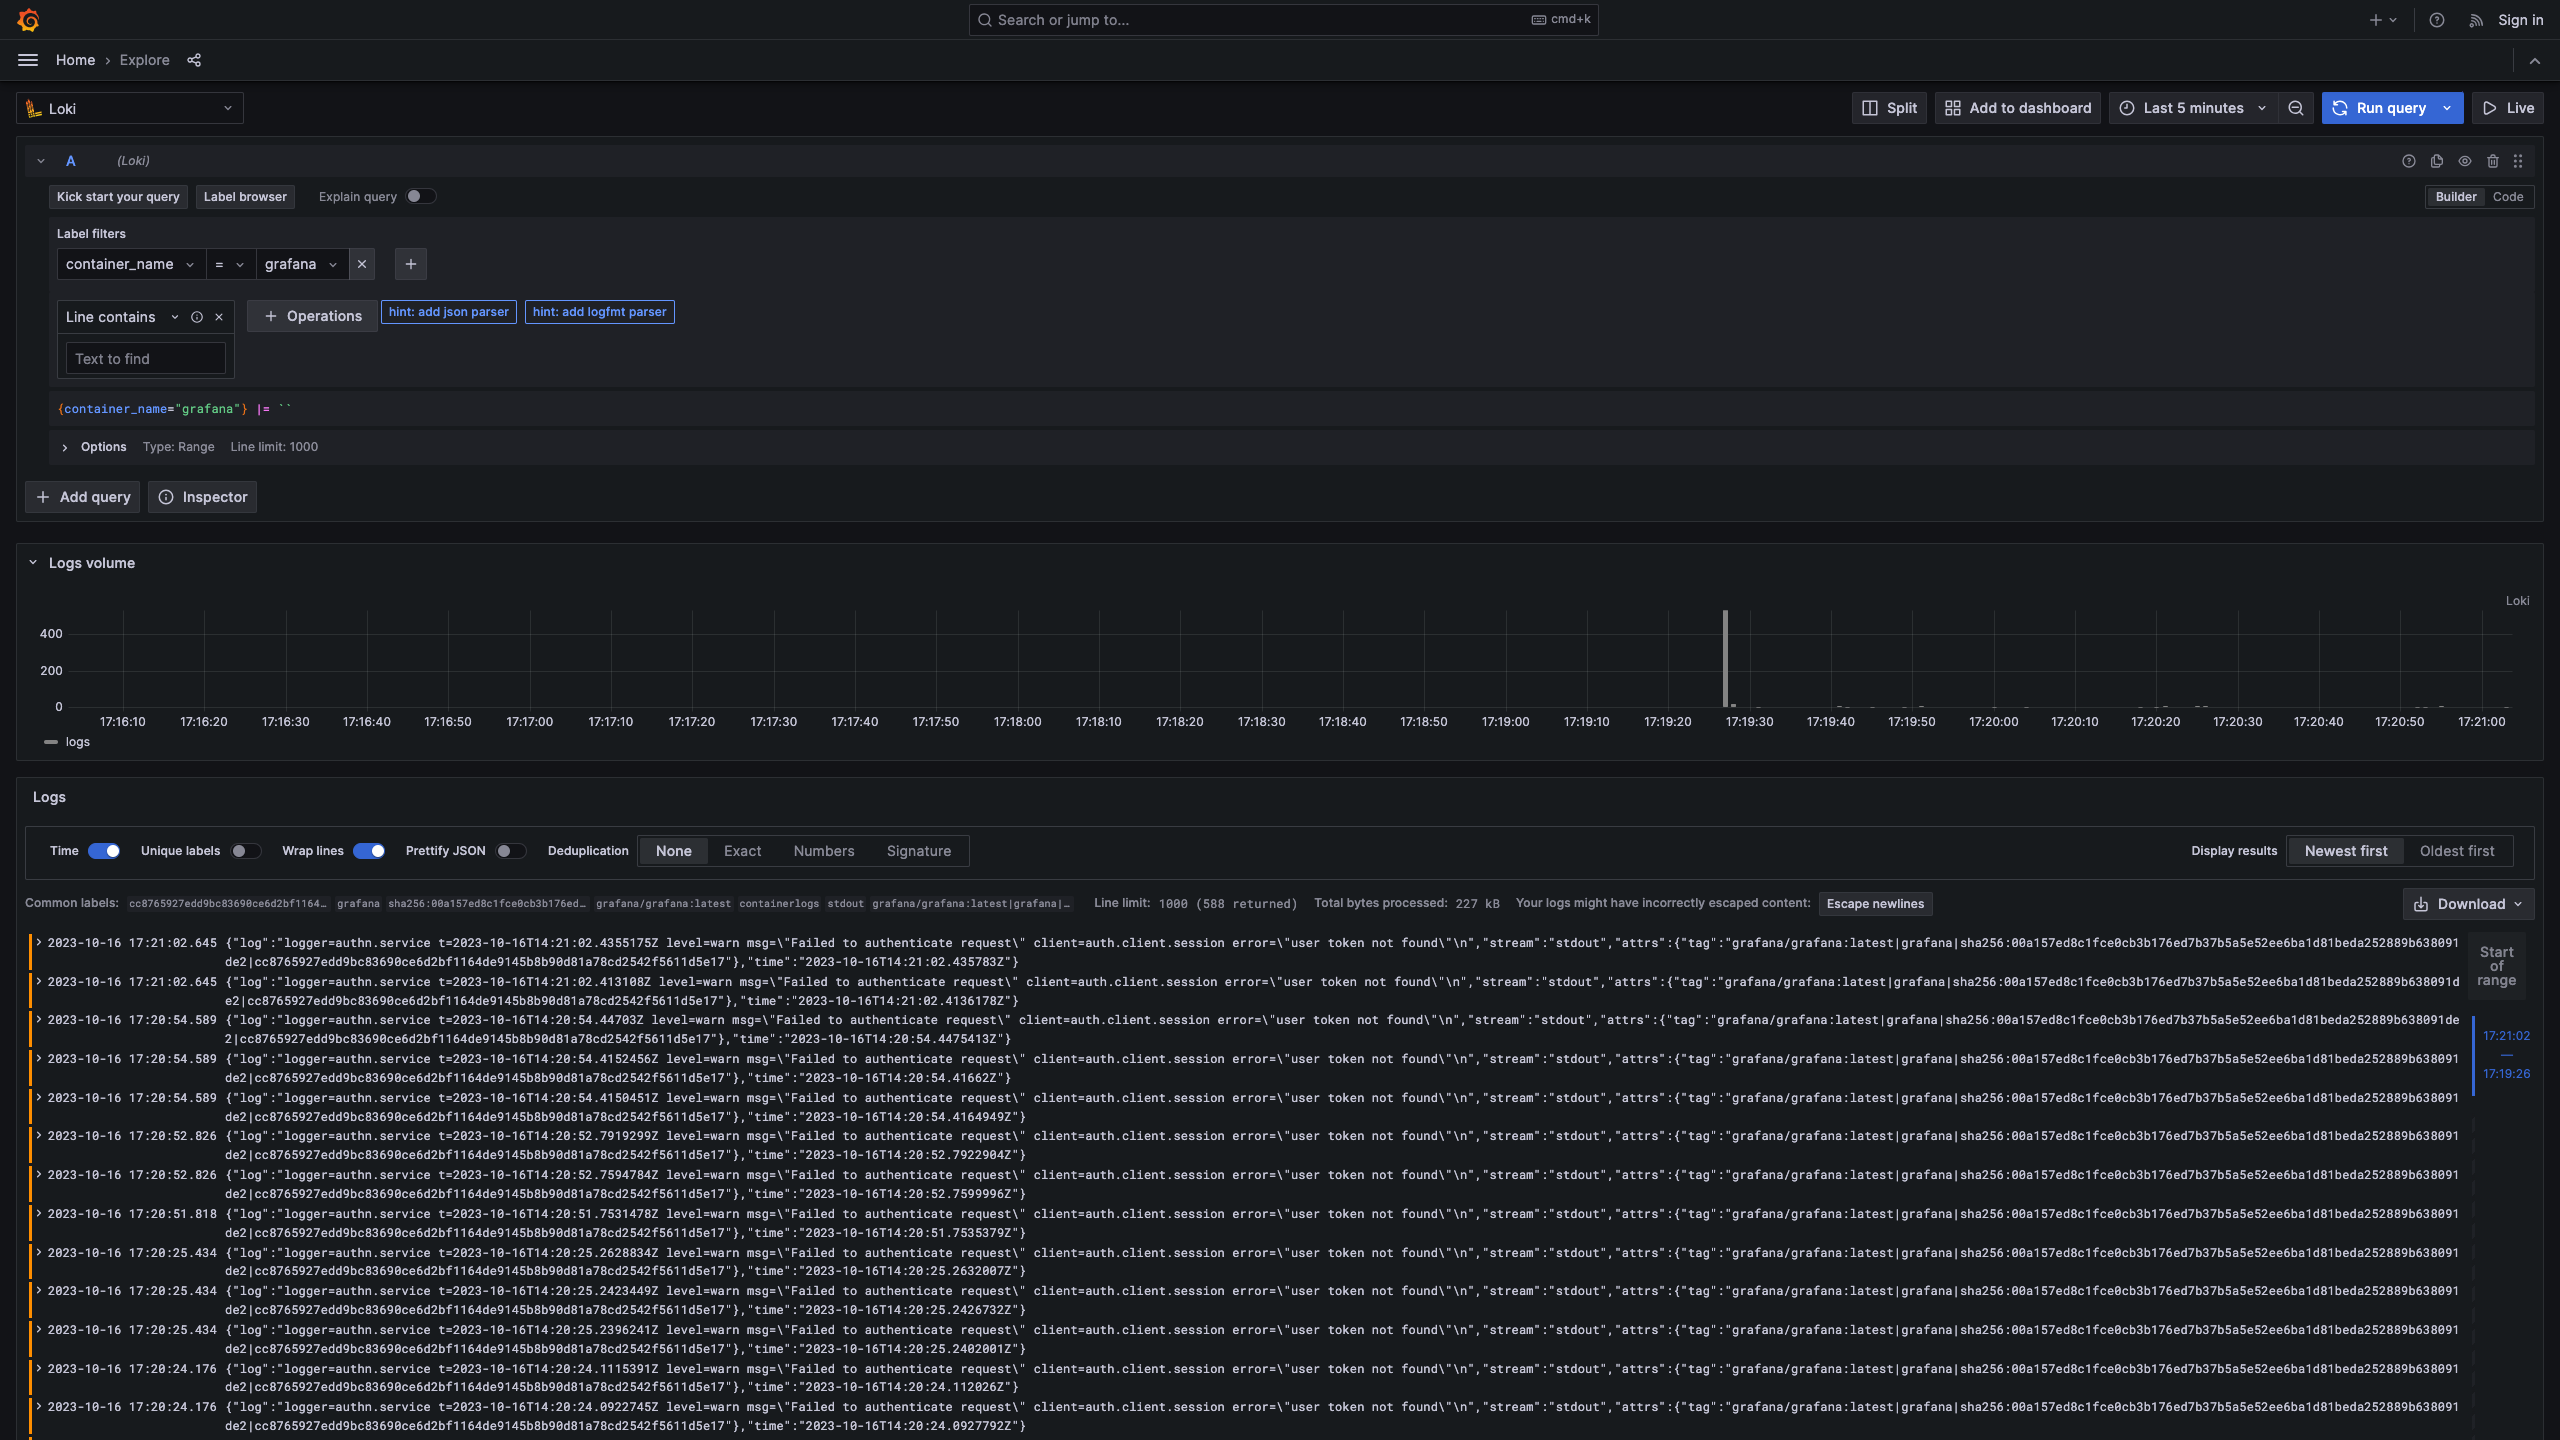 Search or jump to...
cmd+k
Sign in
Home › Explore
Loki
Split
Add to dashboard
Last 5 minutes
Run query
Live
A (Loki)
Kick start your query
Label browser
Explain query
Builder
Code
Label filters
container_name = grafana
Line contains
Operations
hint: add json parser
hint: add logfmt parser
Text to find
{container_name="grafana"} |= ``
Options Type: Range Line limit: 1000
Add query
Inspector
Logs volume
Loki
400
200
0
17:16:10 17:16:20 17:16:30 17:16:40 17:16:50 17:17:00 17:17:10 17:17:20 17:17:30 17:17:40 17:17:50 17:18:00 17:18:10 17:18:20 17:18:30 17:18:40 17:18:50 17:19:00 17:19:10 17:19:20 17:19:30 17:19:40 17:19:50 17:20:00 17:20:10 17:20:20 17:20:30 17:20:40 17:20:50 17:21:00
logs
Logs
Time Unique labels Wrap lines Prettify JSON Deduplication None Exact Numbers Signature Display results Newest first Oldest first
Common labels: cc8765927edd9bc83690ce6d2bf1164… grafana sha256:00a157ed8c1fce0cb3b176ed… grafana/grafana:latest containerlogs stdout grafana/grafana:latest|grafana|… Line limit: 1000 (588 returned) Total bytes processed: 227 kB Your logs might have incorrectly escaped content: Escape newlines Download
2023-10-16 17:21:02.645 {"log":"logger=authn.service t=2023-10-16T14:21:02.4355175Z level=warn msg=\"Failed to authenticate request\" client=auth.client.session error=\"user token not found\"\n","stream":"stdout","attrs":{"tag":"grafana/grafana:latest|grafana|sha256:00a157ed8c1fce0cb3b176ed7b37b5a5e52ee6ba1d81beda252889b638091
de2|cc8765927edd9bc83690ce6d2bf1164de9145b8b90d81a78cd2542f5611d5e17"},"time":"2023-10-16T14:21:02.435783Z"}
2023-10-16 17:21:02.645 {"log":"logger=authn.service t=2023-10-16T14:21:02.413108Z level=warn msg=\"Failed to authenticate request\" client=auth.client.session error=\"user token not found\"\n","stream":"stdout","attrs":{"tag":"grafana/grafana:latest|grafana|sha256:00a157ed8c1fce0cb3b176ed7b37b5a5e52ee6ba1d81beda252889b638091d
e2|cc8765927edd9bc83690ce6d2bf1164de9145b8b90d81a78cd2542f5611d5e17"},"time":"2023-10-16T14:21:02.4136178Z"}
2023-10-16 17:20:54.589 {"log":"logger=authn.service t=2023-10-16T14:20:54.44703Z level=warn msg=\"Failed to authenticate request\" client=auth.client.session error=\"user token not found\"\n","stream":"stdout","attrs":{"tag":"grafana/grafana:latest|grafana|sha256:00a157ed8c1fce0cb3b176ed7b37b5a5e52ee6ba1d81beda252889b638091de
2|cc8765927edd9bc83690ce6d2bf1164de9145b8b90d81a78cd2542f5611d5e17"},"time":"2023-10-16T14:20:54.4475413Z"}
2023-10-16 17:20:54.589 {"log":"logger=authn.service t=2023-10-16T14:20:54.4152456Z level=warn msg=\"Failed to authenticate request\" client=auth.client.session error=\"user token not found\"\n","stream":"stdout","attrs":{"tag":"grafana/grafana:latest|grafana|sha256:00a157ed8c1fce0cb3b176ed7b37b5a5e52ee6ba1d81beda252889b638091
de2|cc8765927edd9bc83690ce6d2bf1164de9145b8b90d81a78cd2542f5611d5e17"},"time":"2023-10-16T14:20:54.41662Z"}
2023-10-16 17:20:54.589 {"log":"logger=authn.service t=2023-10-16T14:20:54.4150451Z level=warn msg=\"Failed to authenticate request\" client=auth.client.session error=\"user token not found\"\n","stream":"stdout","attrs":{"tag":"grafana/grafana:latest|grafana|sha256:00a157ed8c1fce0cb3b176ed7b37b5a5e52ee6ba1d81beda252889b638091
de2|cc8765927edd9bc83690ce6d2bf1164de9145b8b90d81a78cd2542f5611d5e17"},"time":"2023-10-16T14:20:54.4164949Z"}
2023-10-16 17:20:52.826 {"log":"logger=authn.service t=2023-10-16T14:20:52.7919299Z level=warn msg=\"Failed to authenticate request\" client=auth.client.session error=\"user token not found\"\n","stream":"stdout","attrs":{"tag":"grafana/grafana:latest|grafana|sha256:00a157ed8c1fce0cb3b176ed7b37b5a5e52ee6ba1d81beda252889b638091
de2|cc8765927edd9bc83690ce6d2bf1164de9145b8b90d81a78cd2542f5611d5e17"},"time":"2023-10-16T14:20:52.7922904Z"}
2023-10-16 17:20:52.826 {"log":"logger=authn.service t=2023-10-16T14:20:52.7594784Z level=warn msg=\"Failed to authenticate request\" client=auth.client.session error=\"user token not found\"\n","stream":"stdout","attrs":{"tag":"grafana/grafana:latest|grafana|sha256:00a157ed8c1fce0cb3b176ed7b37b5a5e52ee6ba1d81beda252889b638091
de2|cc8765927edd9bc83690ce6d2bf1164de9145b8b90d81a78cd2542f5611d5e17"},"time":"2023-10-16T14:20:52.7599996Z"}
2023-10-16 17:20:51.818 {"log":"logger=authn.service t=2023-10-16T14:20:51.7531478Z level=warn msg=\"Failed to authenticate request\" client=auth.client.session error=\"user token not found\"\n","stream":"stdout","attrs":{"tag":"grafana/grafana:latest|grafana|sha256:00a157ed8c1fce0cb3b176ed7b37b5a5e52ee6ba1d81beda252889b638091
de2|cc8765927edd9bc83690ce6d2bf1164de9145b8b90d81a78cd2542f5611d5e17"},"time":"2023-10-16T14:20:51.7535379Z"}
2023-10-16 17:20:25.434 {"log":"logger=authn.service t=2023-10-16T14:20:25.2628834Z level=warn msg=\"Failed to authenticate request\" client=auth.client.session error=\"user token not found\"\n","stream":"stdout","attrs":{"tag":"grafana/grafana:latest|grafana|sha256:00a157ed8c1fce0cb3b176ed7b37b5a5e52ee6ba1d81beda252889b638091
de2|cc8765927edd9bc83690ce6d2bf1164de9145b8b90d81a78cd2542f5611d5e17"},"time":"2023-10-16T14:20:25.2632007Z"}
2023-10-16 17:20:25.434 {"log":"logger=authn.service t=2023-10-16T14:20:25.2423449Z level=warn msg=\"Failed to authenticate request\" client=auth.client.session error=\"user token not found\"\n","stream":"stdout","attrs":{"tag":"grafana/grafana:latest|grafana|sha256:00a157ed8c1fce0cb3b176ed7b37b5a5e52ee6ba1d81beda252889b638091
de2|cc8765927edd9bc83690ce6d2bf1164de9145b8b90d81a78cd2542f5611d5e17"},"time":"2023-10-16T14:20:25.2426732Z"}
2023-10-16 17:20:25.434 {"log":"logger=authn.service t=2023-10-16T14:20:25.2396241Z level=warn msg=\"Failed to authenticate request\" client=auth.client.session error=\"user token not found\"\n","stream":"stdout","attrs":{"tag":"grafana/grafana:latest|grafana|sha256:00a157ed8c1fce0cb3b176ed7b37b5a5e52ee6ba1d81beda252889b638091
de2|cc8765927edd9bc83690ce6d2bf1164de9145b8b90d81a78cd2542f5611d5e17"},"time":"2023-10-16T14:20:25.2402001Z"}
2023-10-16 17:20:24.176 {"log":"logger=authn.service t=2023-10-16T14:20:24.1115391Z level=warn msg=\"Failed to authenticate request\" client=auth.client.session error=\"user token not found\"\n","stream":"stdout","attrs":{"tag":"grafana/grafana:latest|grafana|sha256:00a157ed8c1fce0cb3b176ed7b37b5a5e52ee6ba1d81beda252889b638091
de2|cc8765927edd9bc83690ce6d2bf1164de9145b8b90d81a78cd2542f5611d5e17"},"time":"2023-10-16T14:20:24.112026Z"}
2023-10-16 17:20:24.176 {"log":"logger=authn.service t=2023-10-16T14:20:24.0922745Z level=warn msg=\"Failed to authenticate request\" client=auth.client.session error=\"user token not found\"\n","stream":"stdout","attrs":{"tag":"grafana/grafana:latest|grafana|sha256:00a157ed8c1fce0cb3b176ed7b37b5a5e52ee6ba1d81beda252889b638091
de2|cc8765927edd9bc83690ce6d2bf1164de9145b8b90d81a78cd2542f5611d5e17"},"time":"2023-10-16T14:20:24.0927792Z"}
Start
of
range
17:21:02
—
17:19:26